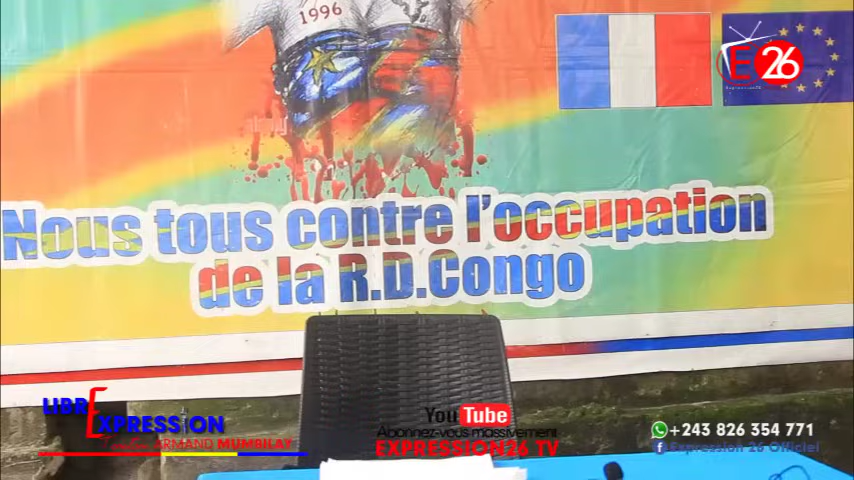 1996
E 26
Nous tous contre l'occupation
de la R.D.Congo
LIBRE
EXPRESSION
ARMAND MUMBILAY
YouTube
Abonnez-vous massivement
EXPRESSION26 TV
+243 826 354 771
Expression 26 Officiel